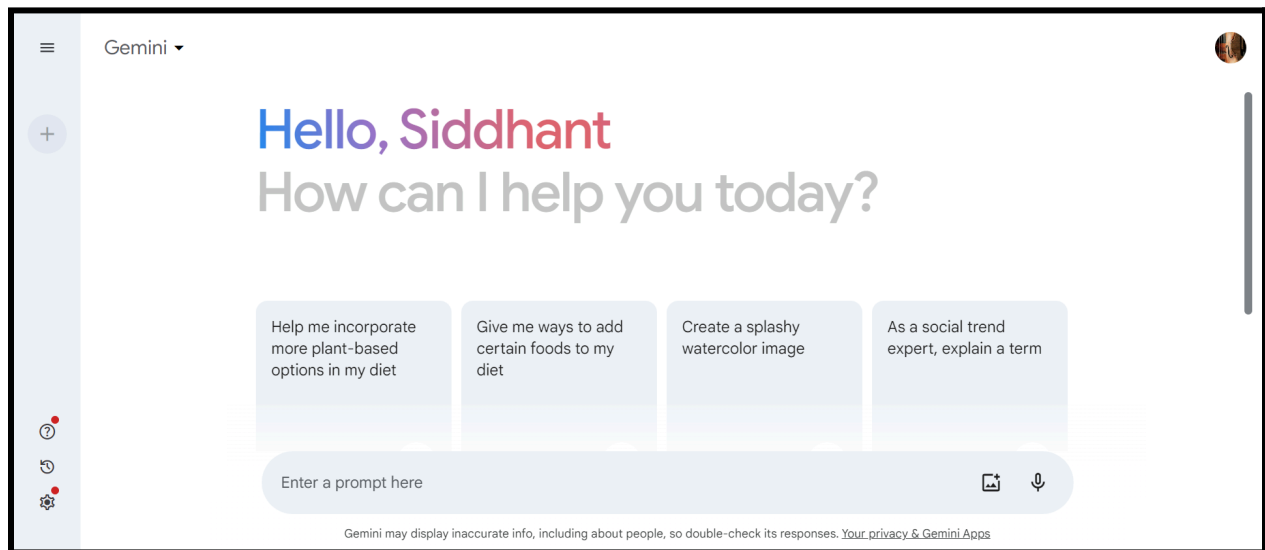 Gemini
Hello, Siddhant
How can I help you today?
Help me incorporate
more plant-based
options in my diet
Give me ways to add
certain foods to my
diet
Create a splashy
watercolor image
As a social trend
expert, explain a term
Enter a prompt here
Gemini may display inaccurate info, including about people, so double-check its responses. Your privacy & Gemini Apps